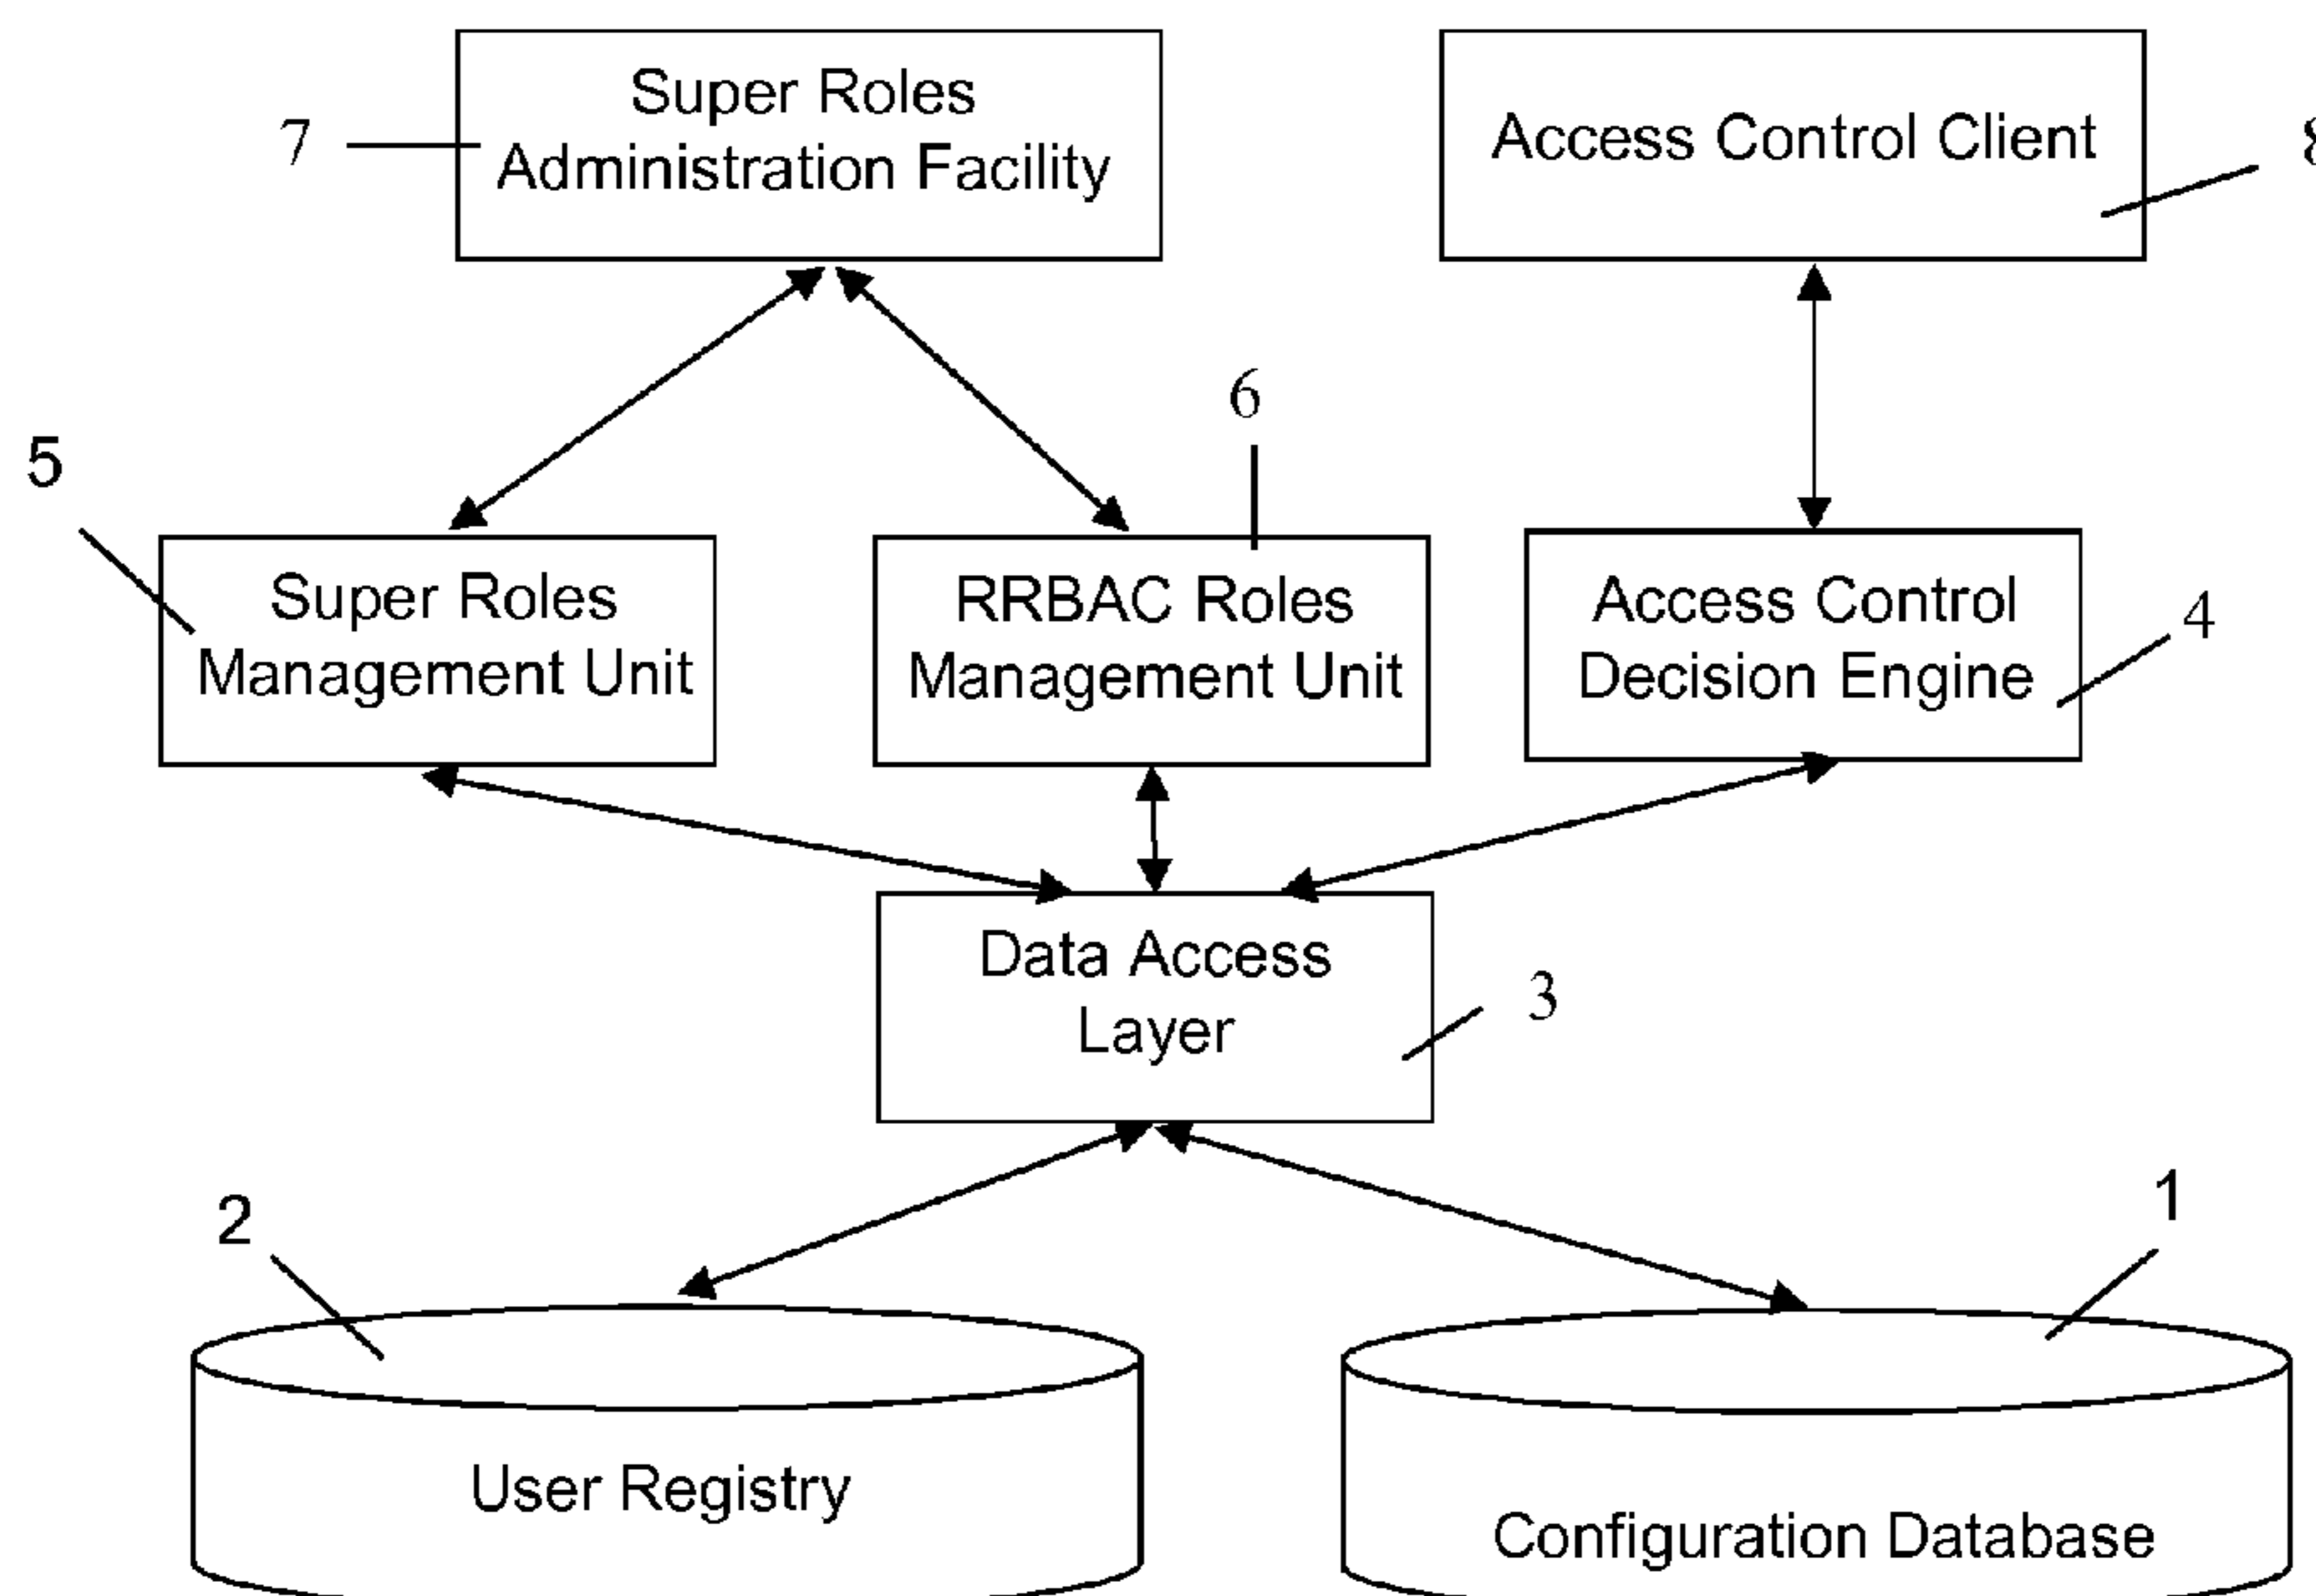 Super Roles
Administration Facility
7
Access Control Client
8
6
5
Super Roles
Management Unit
RRBAC Roles
Management Unit
Access Control
Decision Engine
4
Data Access
Layer
3
2
1
User Registry
Configuration Database